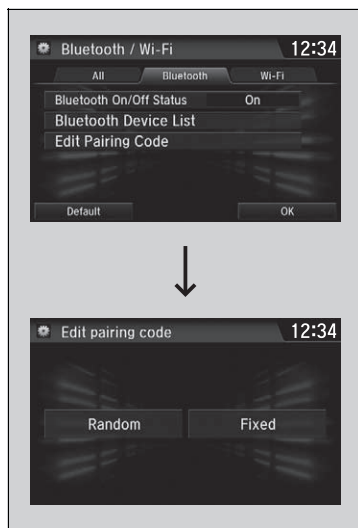 Bluetooth / Wi-Fi 12:34
All Bluetooth Wi-Fi
Bluetooth On/Off Status On
Bluetooth Device List
Edit Pairing Code
Default OK
Edit pairing code 12:34
Random Fixed